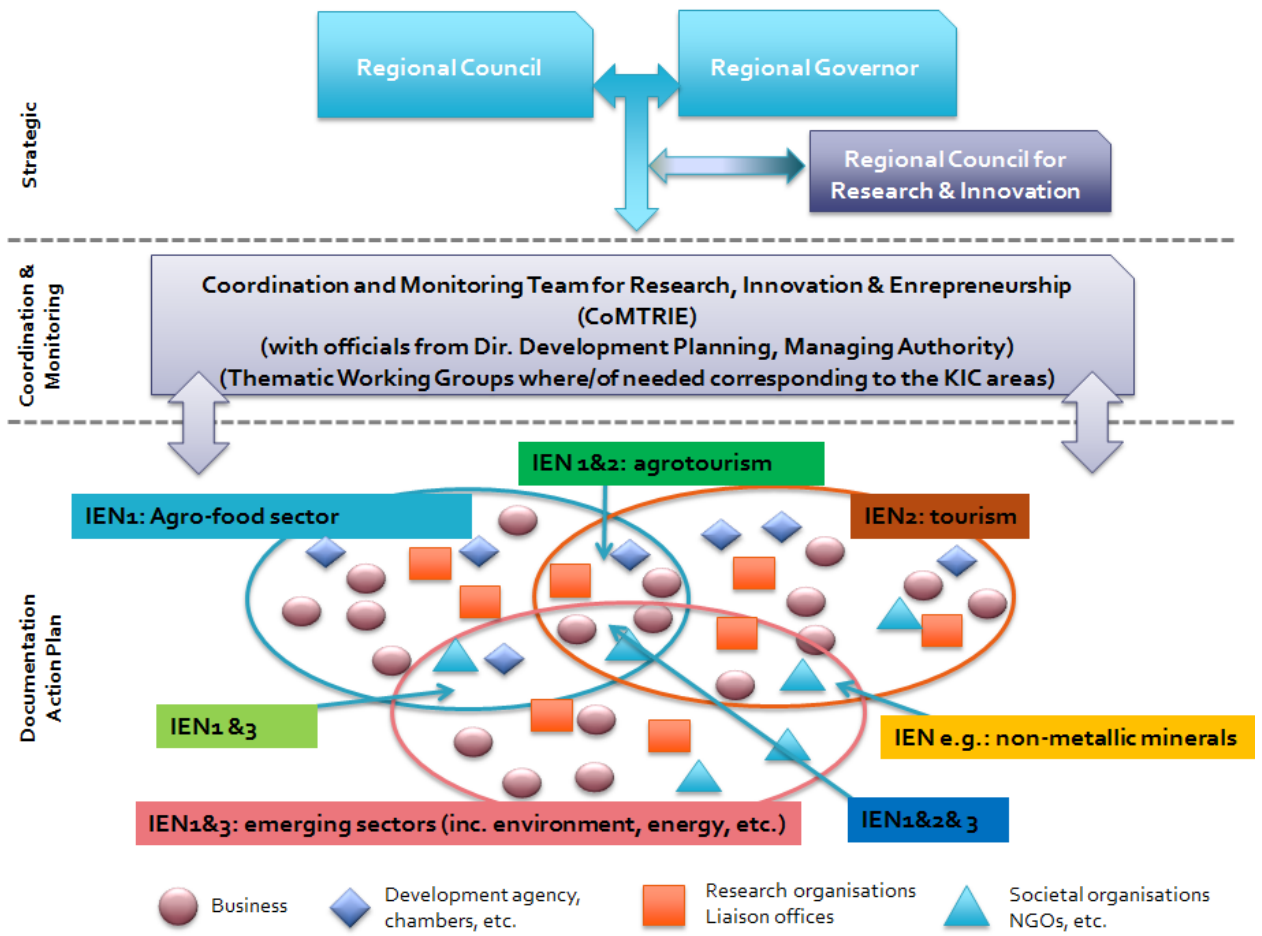 Strategic
Regional Council
Regional Governor
Regional Council for
Research & Innovation
Coordination &
Monitoring
Coordination and Monitoring Team for Research, Innovation & Enrepreneurship
(CoMTRIE)
(with officials from Dir. Development Planning, Managing Authority)
(Thematic Working Groups where/of needed corresponding to the KIC areas)
Documentation
Action Plan
IEN 1&2: agrotourism
IEN1: Agro-food sector
IEN2: tourism
IEN1 &3
IEN e.g.: non-metallic minerals
IEN1&3: emerging sectors (inc. environment, energy, etc.)
IEN1&2& 3
Business
Development agency,
chambers, etc.
Research organisations
Liaison offices
Societal organisations
NGOs, etc.